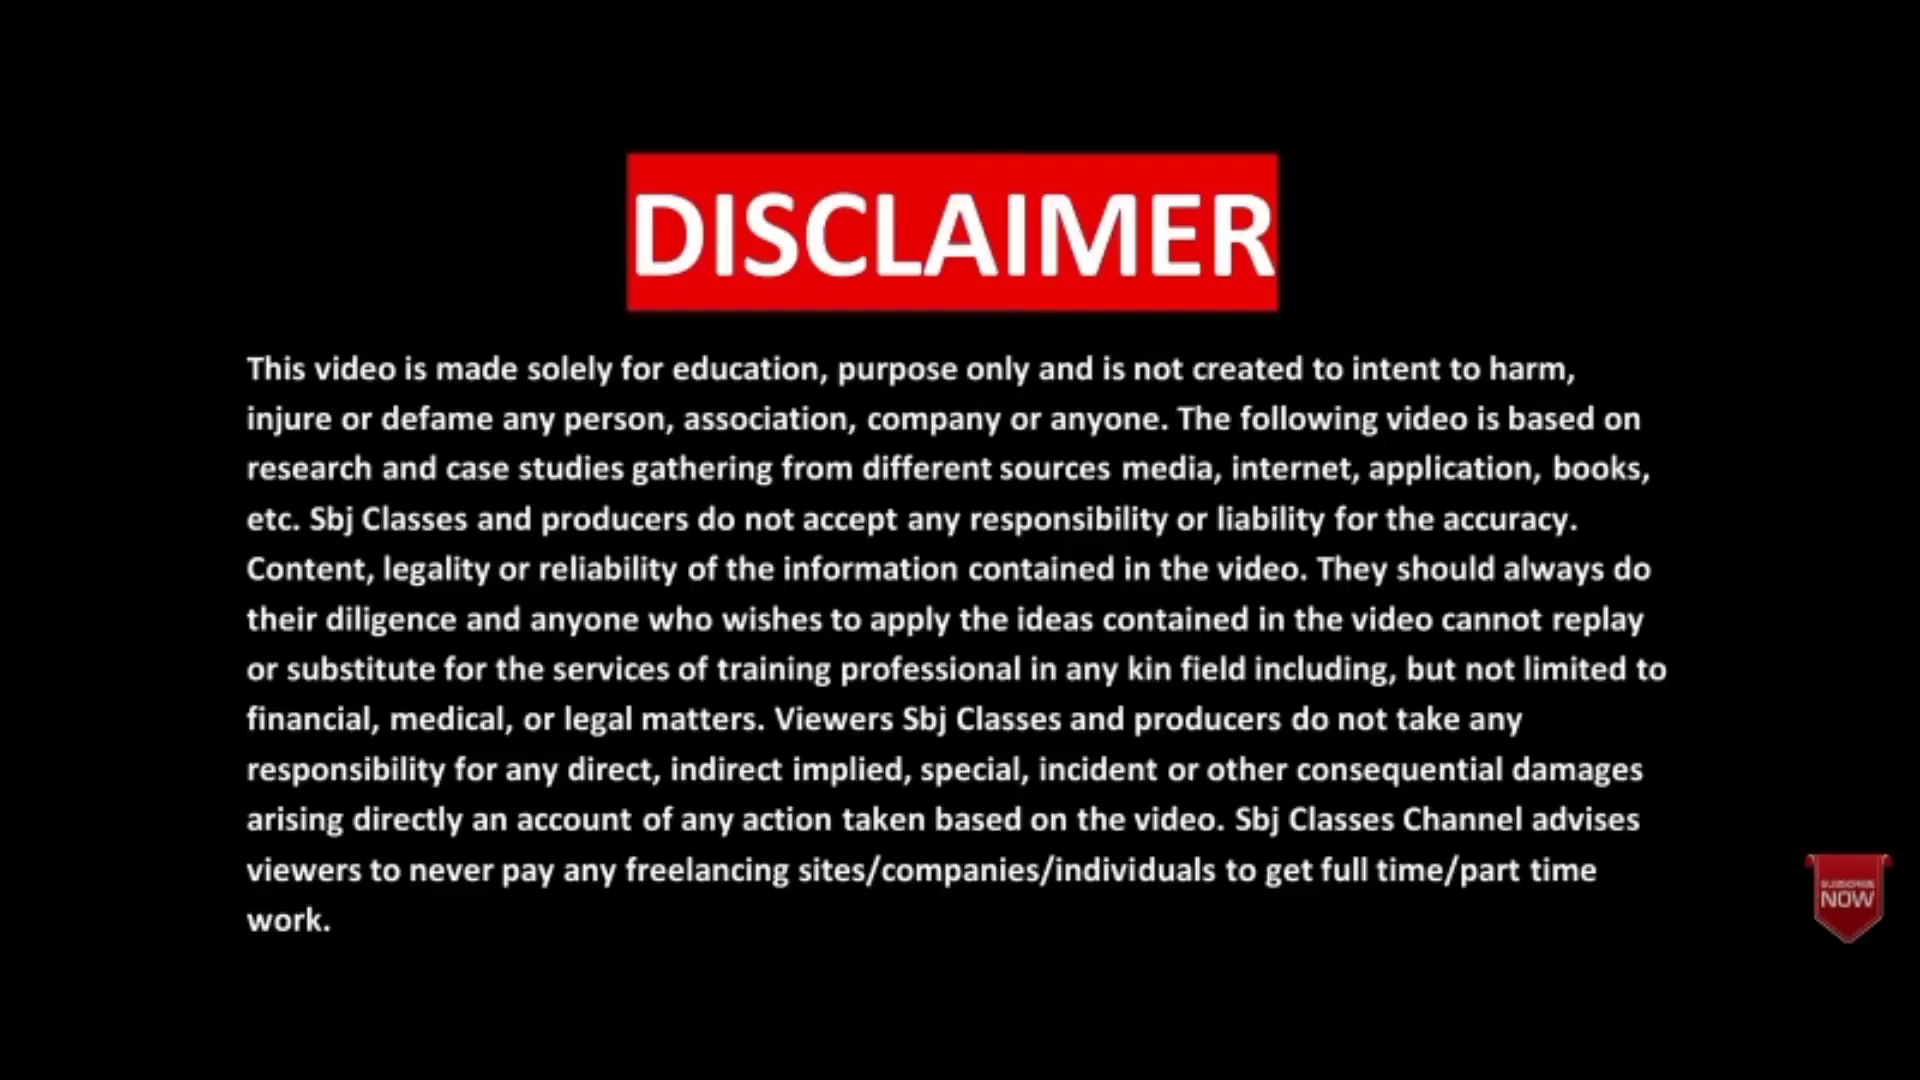 DISCLAIMER
This video is made solely for education, purpose only and is not created to intent to harm,
injure or defame any person, association, company or anyone. The following video is based on
research and case studies gathering from different sources media, internet, application, books,
etc. Sbj Classes and producers do not accept any responsibility or liability for the accuracy.
Content, legality or reliability of the information contained in the video. They should always do
their diligence and anyone who wishes to apply the ideas contained in the video cannot replay
or substitute for the services of training professional in any kin field including, but not limited to
financial, medical, or legal matters. Viewers Sbj Classes and producers do not take any
responsibility for any direct, indirect implied, special, incident or other consequential damages
arising directly an account of any action taken based on the video. Sbj Classes Channel advises
viewers to never pay any freelancing sites/companies/individuals to get full time/part time
work.
SUBSCRIBE
NOW